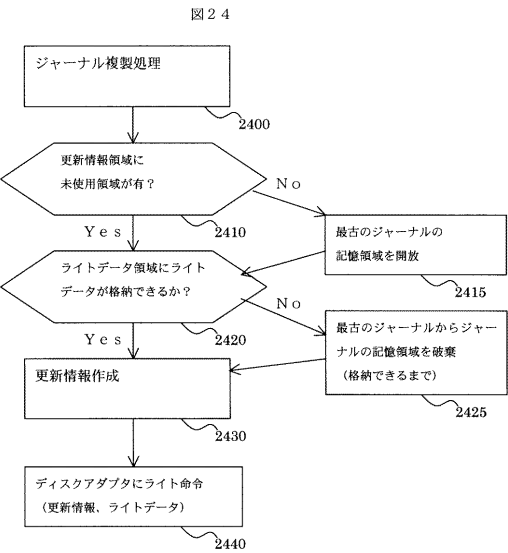 図２４
ジャーナル複製処理
2400
更新情報領域に
未使用領域が有？
Ｎｏ
Ｙｅｓ
2410
最古のジャーナルの
記憶領域を開放
2415
ライトデータ領域にライト
データが格納できるか？
Ｎｏ
Ｙｅｓ
2420
最古のジャーナルからジャー
ナルの記憶領域を破棄
（格納できるまで）
2425
更新情報作成
2430
ディスクアダプタにライト命令
（更新情報、ライトデータ）
2440